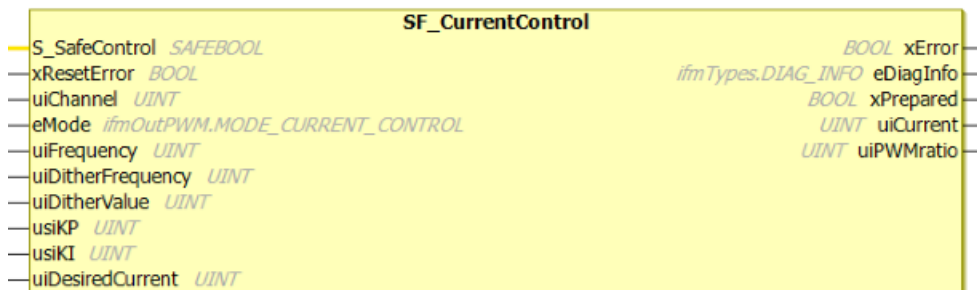 SF_CurrentControl
S_SafeControl SAFEBOOL BOOL xError
xResetError BOOL ifmTypes.DIAG_INFO eDiagInfo
uiChannel UINT BOOL xPrepared
eMode ifmOutPWM.MODE_CURRENT_CONTROL UINT uiCurrent
uiFrequency UINT UINT uiPWMratio
uiDitherFrequency UINT
uiDitherValue UINT
usiKP UINT
usiKI UINT
uiDesiredCurrent UINT